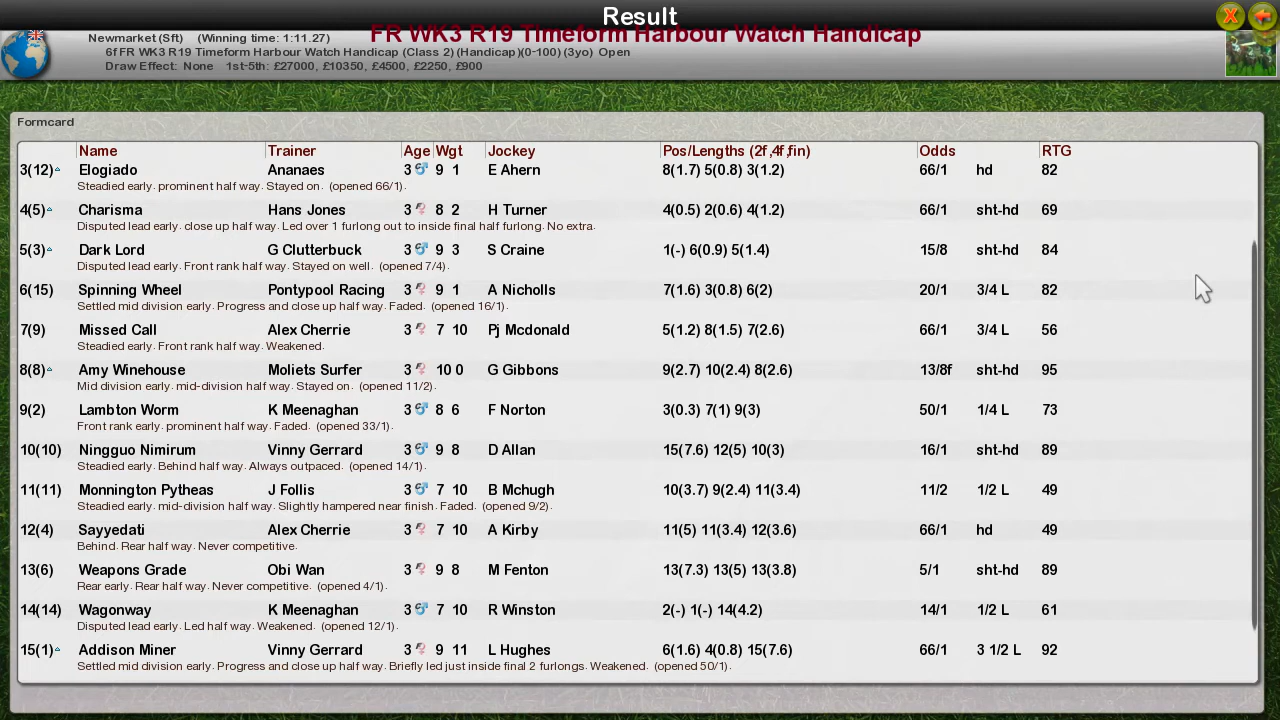 Result
FR WK3 R19 Timeform Harbour Watch Handicap
Newmarket (Sft) (Winning time: 1:11.27)
6f FR WK3 R19 Timeform Harbour Watch Handicap (Class 2) (Handicap)(0-100) (3yo) Open
Draw Effect: None 1st-5th: £27000, £10350, £4500, £2250, £900
Formcard
Name Trainer Age Wgt Jockey Pos/Lengths (2f,4f,fin) Odds RTG
3(12) Elogiado Ananaes 3 9 1 E Ahern 8(1.7) 5(0.8) 3(1.2) 66/1 hd 82
Steadied early. prominent half way. Stayed on. (opened 66/1).
4(5) Charisma Hans Jones 3 8 2 H Turner 4(0.5) 2(0.6) 4(1.2) 66/1 sht-hd 69
Disputed lead early. close up half way. Led over 1 furlong out to inside final half furlong. No extra.
5(3) Dark Lord G Clutterbuck 3 9 3 S Craine 1(-) 6(0.9) 5(1.4) 15/8 sht-hd 84
Disputed lead early. Front rank half way. Stayed on well. (opened 7/4).
6(15) Spinning Wheel Pontypool Racing 3 9 1 A Nicholls 7(1.6) 3(0.8) 6(2) 20/1 3/4 L 82
Settled mid division early. Progress and close up half way. Faded. (opened 16/1).
7(9) Missed Call Alex Cherrie 3 7 10 Pj Mcdonald 5(1.2) 8(1.5) 7(2.6) 66/1 3/4 L 56
Steadied early. Front rank half way. Weakened.
8(8) Amy Winehouse Moliets Surfer 3 10 0 G Gibbons 9(2.7) 10(2.4) 8(2.6) 13/8f sht-hd 95
Mid division early. mid-division half way. Stayed on. (opened 11/2).
9(2) Lambton Worm K Meenaghan 3 8 6 F Norton 3(0.3) 7(1) 9(3) 50/1 1/4 L 73
Front rank early. prominent half way. Faded. (opened 33/1).
10(10) Ningguo Nimirum Vinny Gerrard 3 9 8 D Allan 15(7.6) 12(5) 10(3) 16/1 sht-hd 89
Steadied early. Behind half way. Always outpaced. (opened 14/1).
11(11) Monnington Pytheas J Follis 3 7 10 B Mchugh 10(3.7) 9(2.4) 11(3.4) 11/2 1/2 L 49
Steadied early. mid-division half way. Slightly hampered near finish. Faded. (opened 9/2).
12(4) Sayyedati Alex Cherrie 3 7 10 A Kirby 11(5) 11(3.4) 12(3.6) 66/1 hd 49
Behind. Rear half way. Never competitive.
13(6) Weapons Grade Obi Wan 3 9 8 M Fenton 13(7.3) 13(5) 13(3.8) 5/1 sht-hd 89
Rear early. Rear half way. Never competitive. (opened 4/1).
14(14) Wagonway K Meenaghan 3 7 10 R Winston 2(-) 1(-) 14(4.2) 14/1 1/2 L 61
Disputed lead early. Led half way. Weakened. (opened 12/1).
15(1) Addison Miner Vinny Gerrard 3 9 11 L Hughes 6(1.6) 4(0.8) 15(7.6) 66/1 3 1/2 L 92
Settled mid division early. Progress and close up half way. Briefly led just inside final 2 furlongs. Weakened. (opened 50/1).